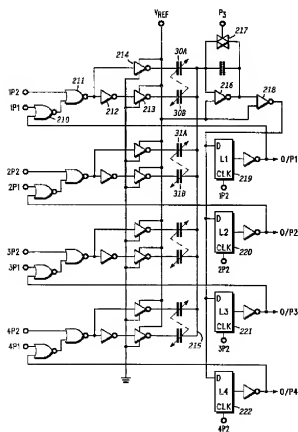 VREF
P3
214
30A
217
211
1P2
1P1
216
218
210
212
213
30B
31A
D
L1
CLK
219
O/P1
2P2
2P1
1P2
31B
D
L2
CLK
220
O/P2
2P2
3P2
3P1
D
L3
CLK
221
O/P3
3P2
4P2
4P1
215
D
L4
CLK
222
O/P4
4P2